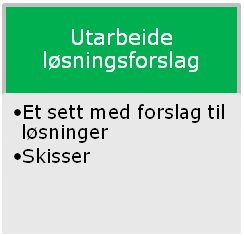 Utarbeide
løsningsforslag
•Et sett med forslag til
løsninger
•Skisser